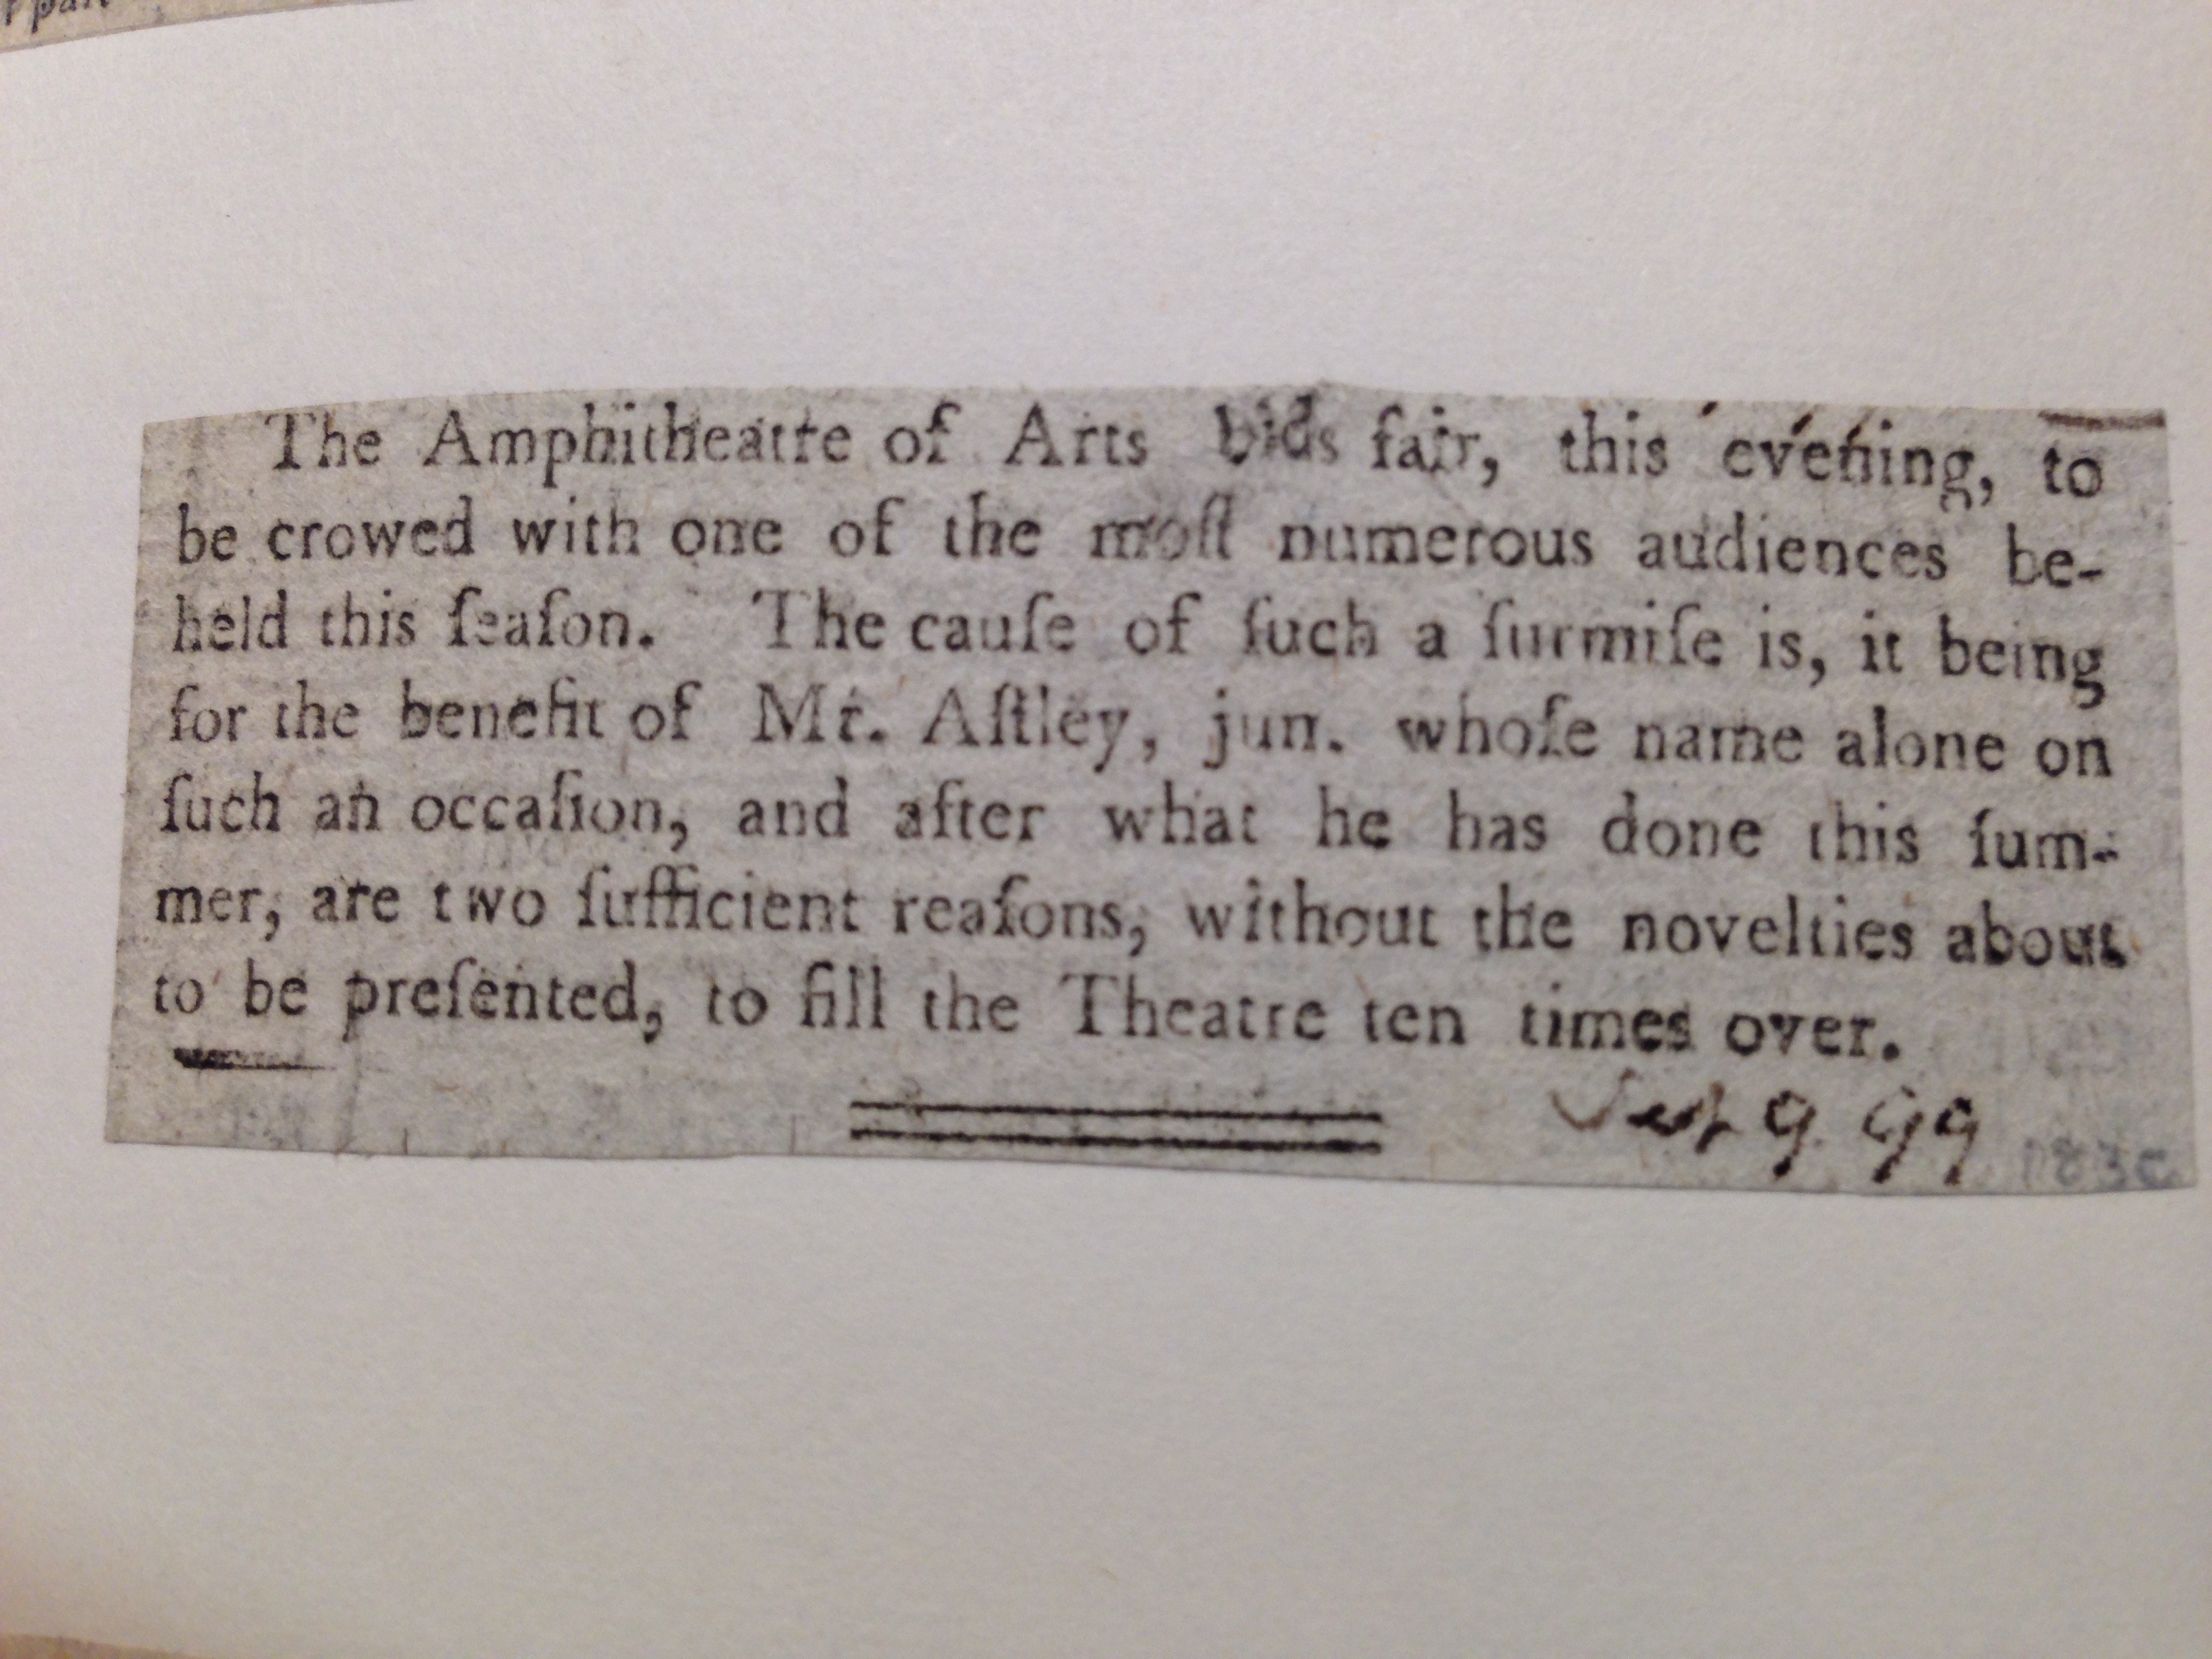 The Amphitheatre of Arts bids fair, this evening, to
be crowed with one of the moſt numerous audiences be-
held this ſeaſon. The cauſe of ſuch a ſurmiſe is, it being
for the benefit of Mr. Aſtley, jun. whoſe name alone on
ſuch an occaſion, and after what he has done this ſum-
mer, are two ſufficient reaſons, without the novelties about
to be preſented, to fill the Theatre ten times over.
Sep 9 99